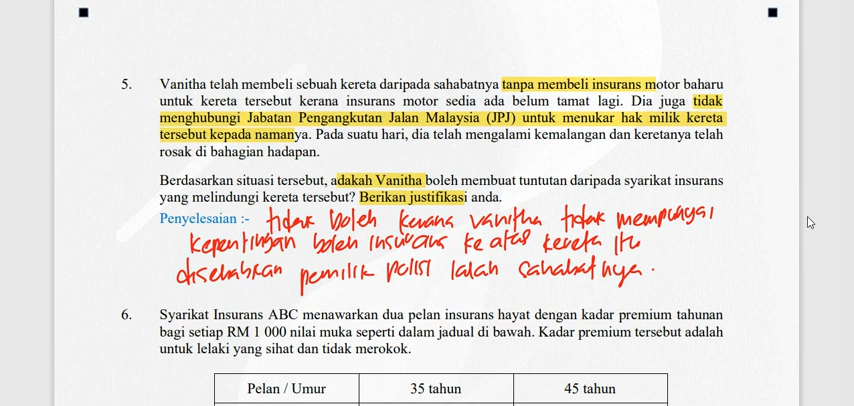 5. Vanitha telah membeli sebuah kereta daripada sahabatnya tanpa membeli insurans motor baharu
untuk kereta tersebut kerana insurans motor sedia ada belum tamat lagi. Dia juga tidak
menghubungi Jabatan Pengangkutan Jalan Malaysia (JPJ) untuk menukar hak milik kereta
tersebut kepada namanya. Pada suatu hari, dia telah mengalami kemalangan dan keretanya telah
rosak di bahagian hadapan.
Berdasarkan situasi tersebut, adakah Vanitha boleh membuat tuntutan daripada syarikat insurans
yang melindungi kereta tersebut? Berikan justifikasi anda.
Penyelesaian :- tidak boleh kerana vanitha tidak mempunyai
kepentingan boleh insurans ke atas kereta itu
disebabkan pemilik polisi ialah sahabatnya.
6. Syarikat Insurans ABC menawarkan dua pelan insurans hayat dengan kadar premium tahunan
bagi setiap RM 1 000 nilai muka seperti dalam jadual di bawah. Kadar premium tersebut adalah
untuk lelaki yang sihat dan tidak merokok.
Pelan / Umur 35 tahun 45 tahun